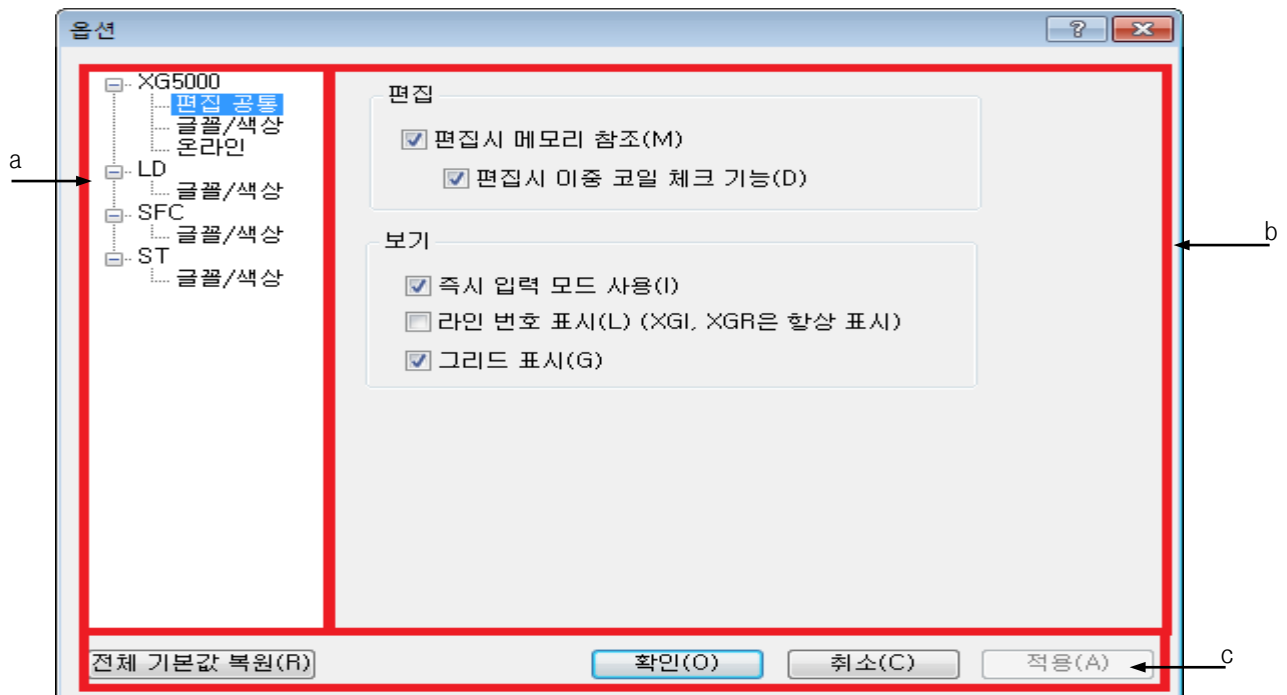 옵션
XG5000
편집 공통
글꼴/색상
온라인
LD
글꼴/색상
SFC
글꼴/색상
ST
글꼴/색상
편집
편집시 메모리 참조(M)
편집시 이중 코일 체크 기능(D)
보기
즉시 입력 모드 사용(I)
라인 번호 표시(L) (XGI, XGR은 항상 표시)
그리드 표시(G)
전체 기본값 복원(R) 확인(O) 취소(C) 적용(A)
a
b
c